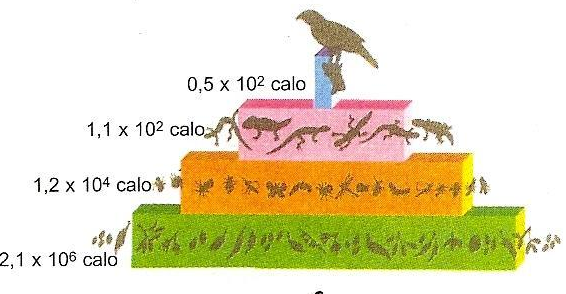 0,5 x 10² calo
1,1 x 10² calo
1,2 x 10⁴ calo
2,1 x 10⁶ calo